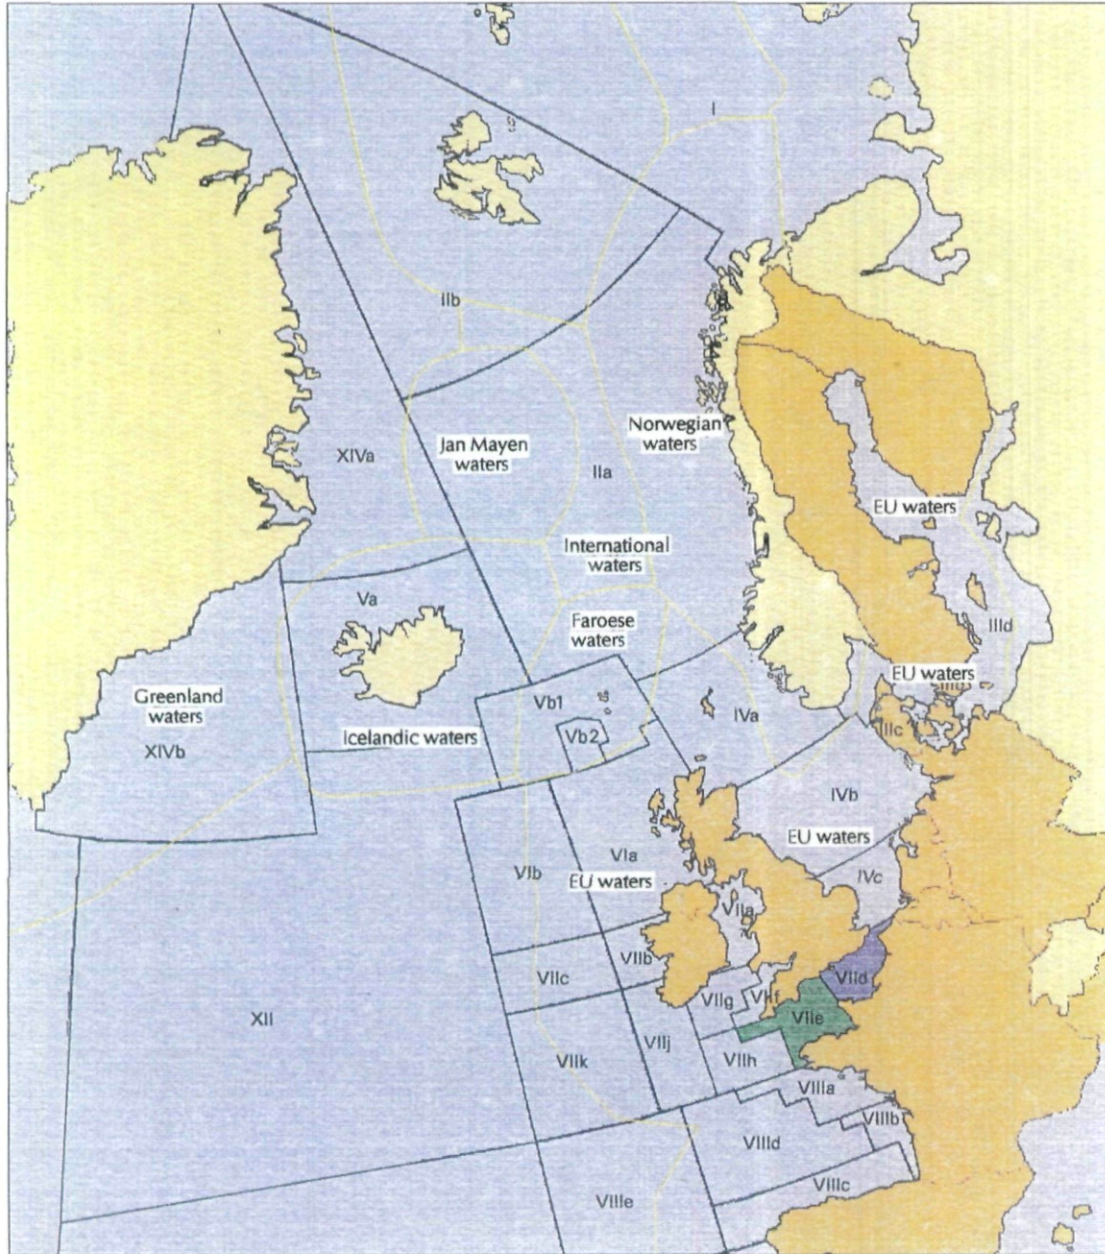 I
IIb
Norwegian
waters
Jan Mayen
waters
XIVa
IIa
EU waters
International
waters
Va
Faroese
waters
IIId
EU waters
Greenland
waters
Vb1
IVa
Vb2
Icelandic waters
XIVb
IVb
EU waters
VIa
VIb
EU waters
IVc
VIIa
VIIb
VIIc
VIId
VIIg
VIIf
VIIe
XII
VIIj
VIIk
VIIh
VIIIa
VIIIb
VIIId
VIIIc
VIIIe